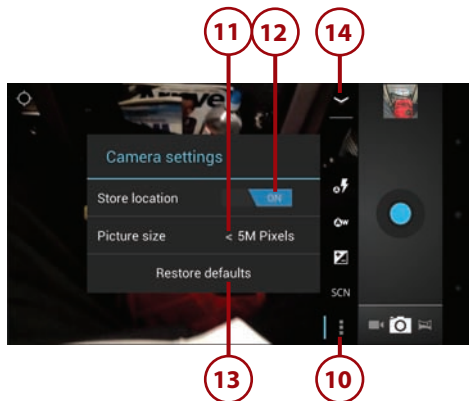 11 12 14
Camera settings
Store location ON
Picture size < 5M Pixels
Restore defaults
W
SCN
13 10